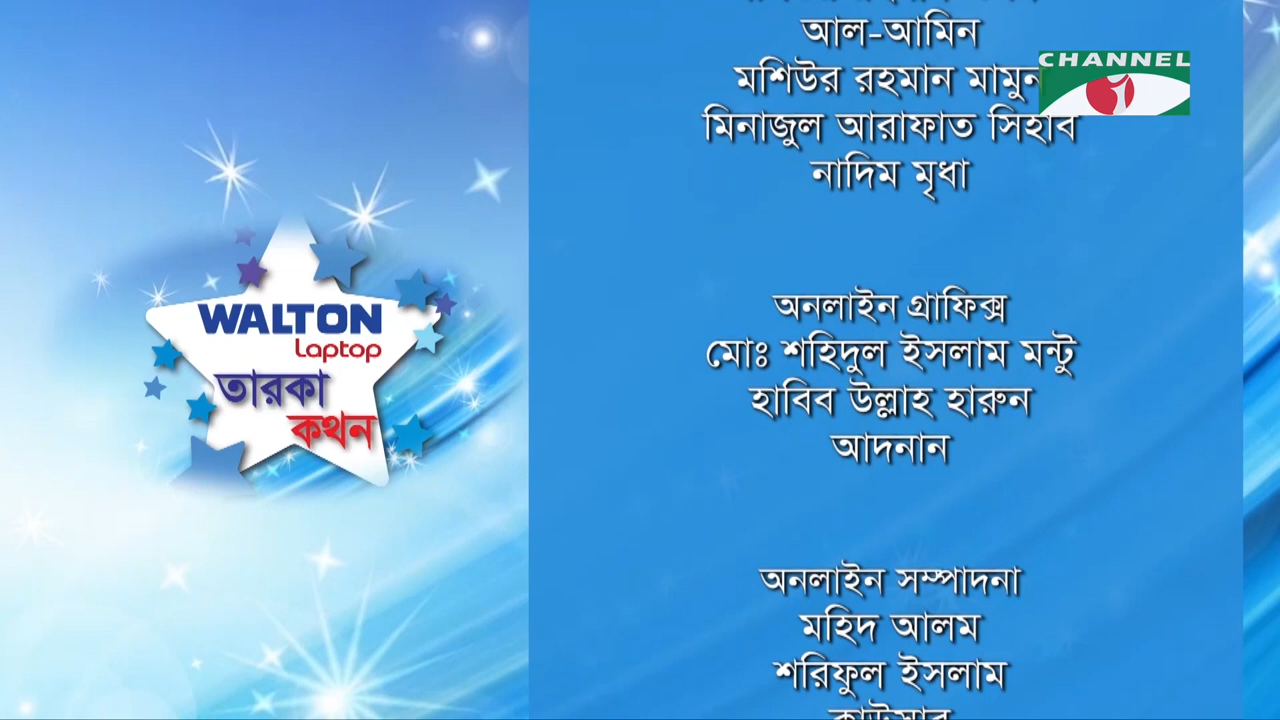 আল-আমিন
মশিউর রহমান মামুন
মিনাজুল আরাফাত সিহাব
নাদিম মৃধা
CHANNEL
WALTON
Laptop
তারকা
কথন
অনলাইন গ্রাফিক্স
মোঃ শহিদুল ইসলাম মন্টু
হাবিব উল্লাহ হারুন
আদনান
অনলাইন সম্পাদনা
মহিদ আলম
শরিফুল ইসলাম